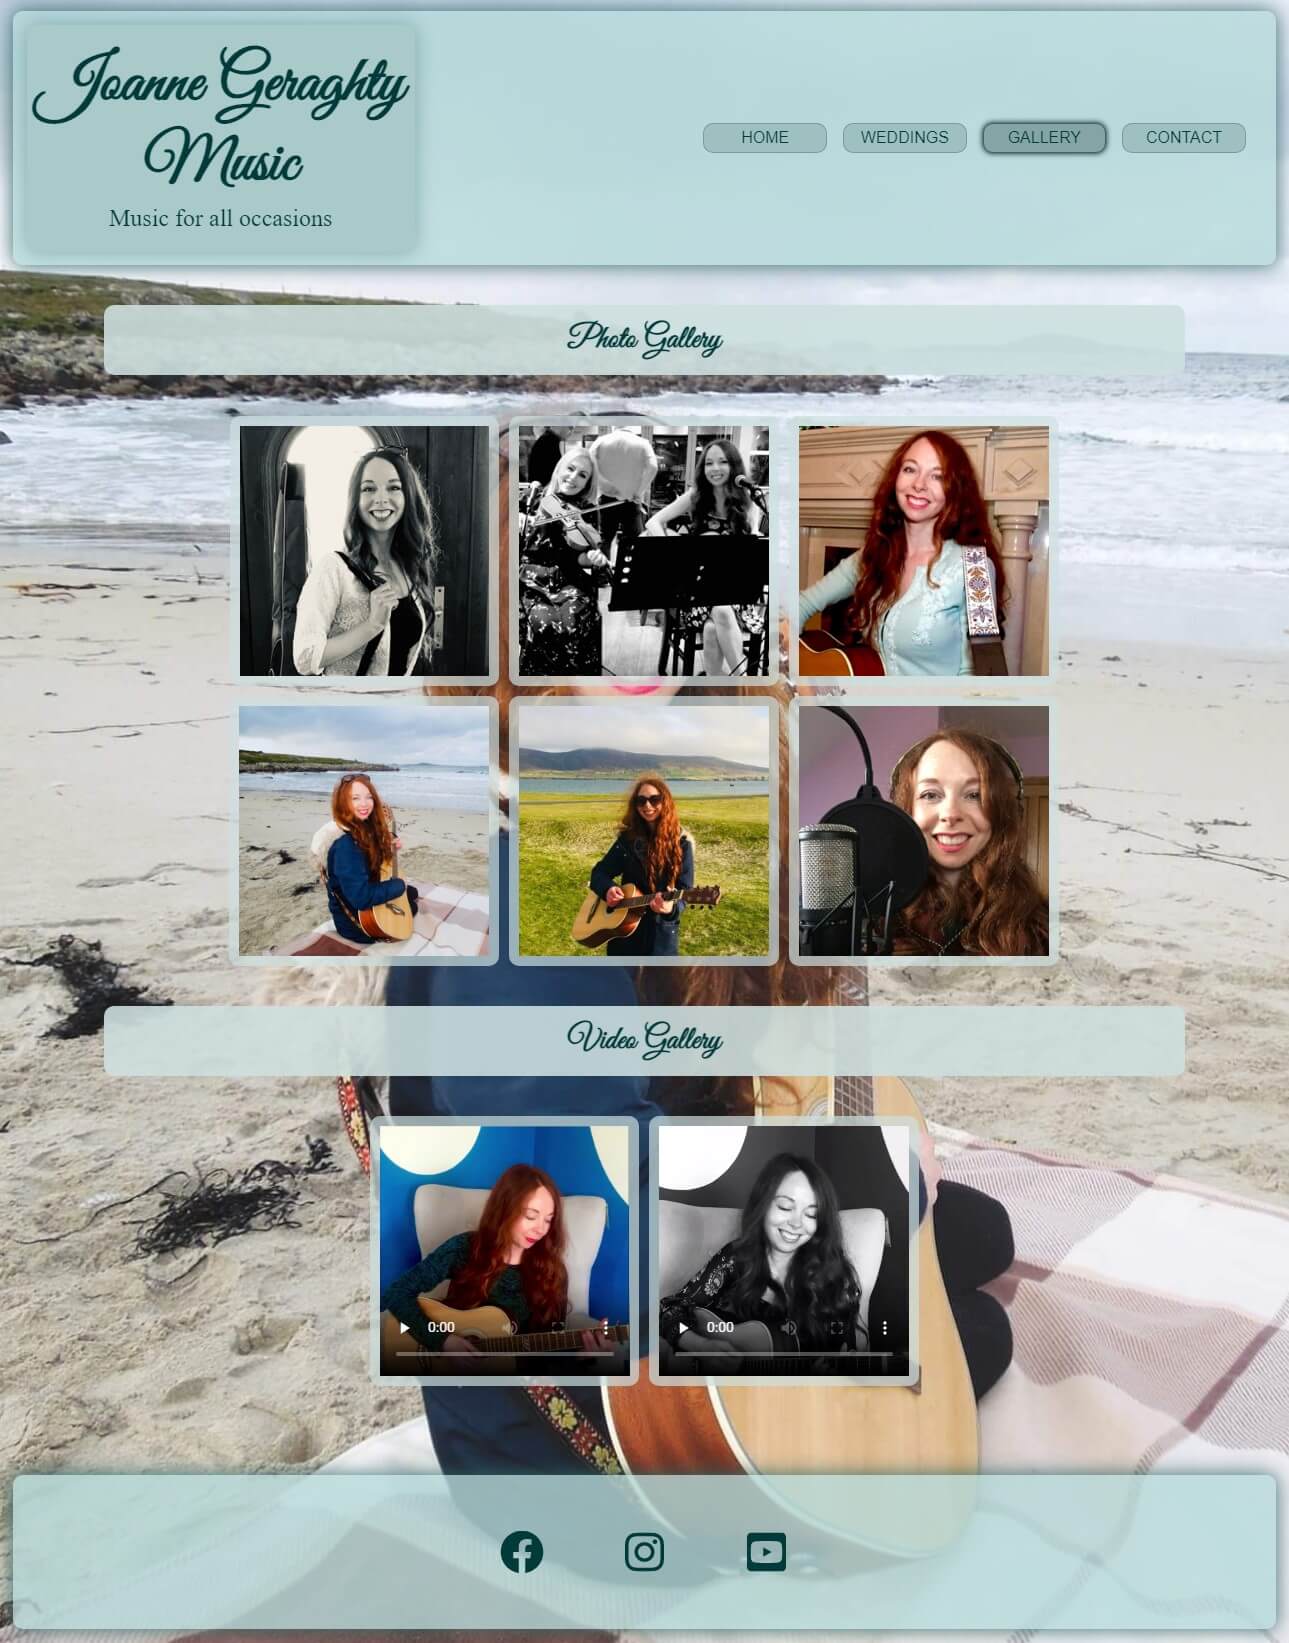 Joanne Geraghty
Music
Music for all occasions
HOME
WEDDINGS
GALLERY
CONTACT
Photo Gallery
Video Gallery
0:00
0:00